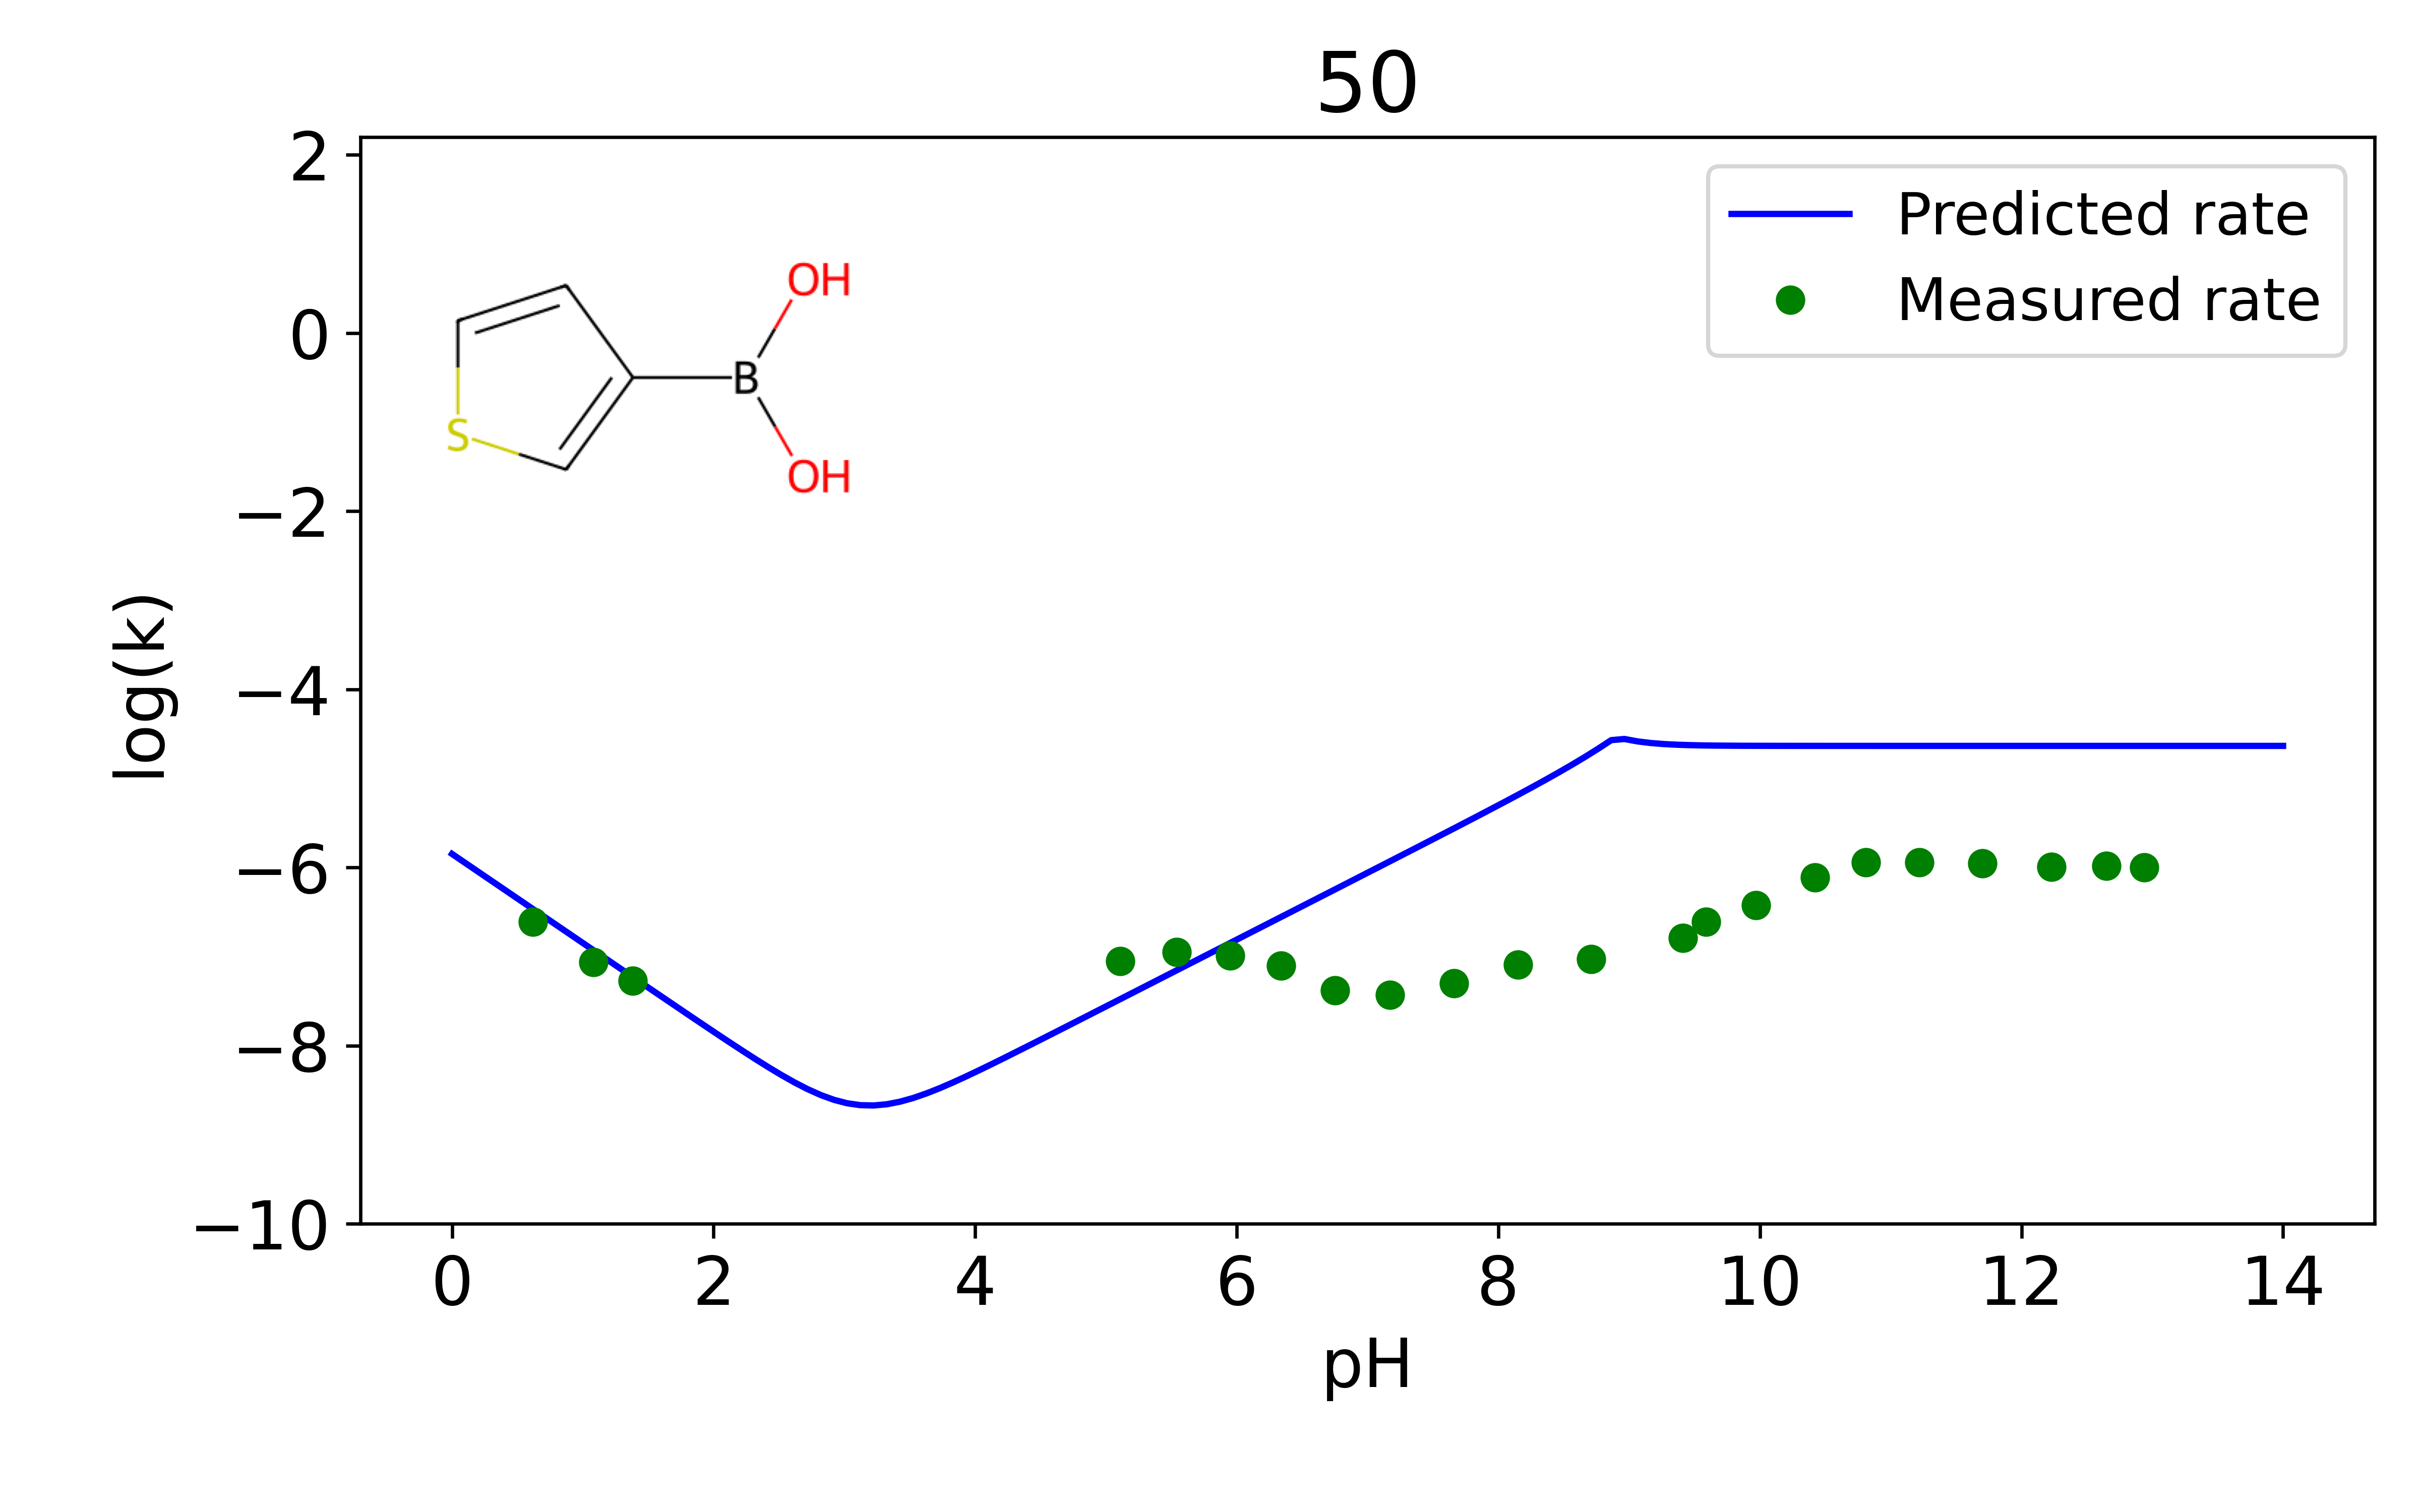 50
2
0
−2
−4
−6
−8
−10
log(k)
OH
B
S
OH
Predicted rate
Measured rate
0 2 4 6 8 10 12 14
pH